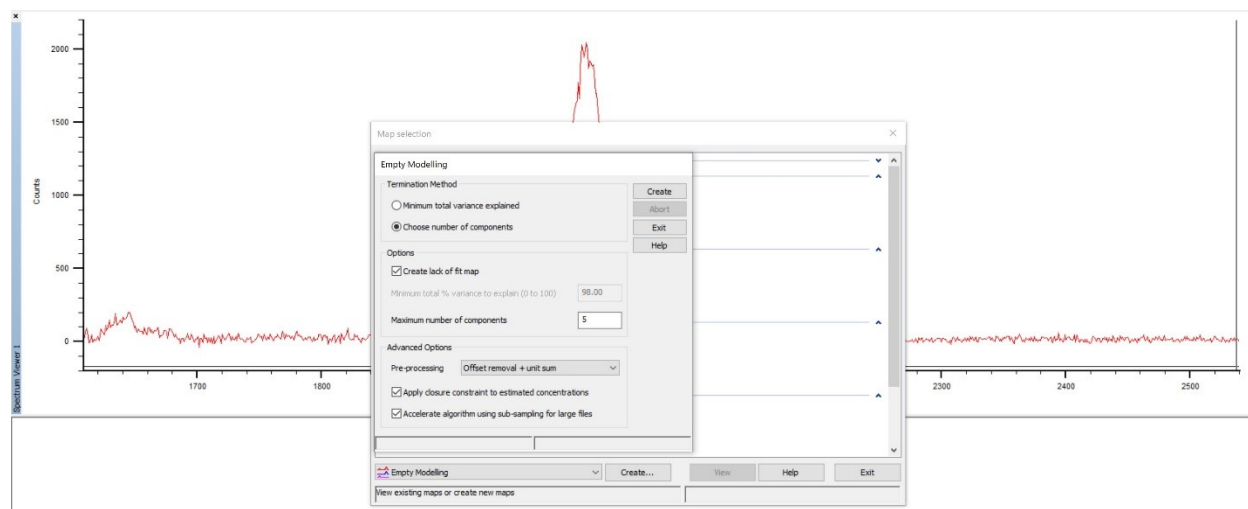 ×
2000
1500
1000
500
0
Counts
Spectrum Viewer 1
1700
1800
2300
2400
2500
Map selection
Empty Modelling
Termination Method
Minimum total variance explained
Choose number of components
Create
Abort
Exit
Help
Options
Create lack of fit map
Minimum total % variance to explain (0 to 100)
98.00
Maximum number of components
5
Advanced Options
Pre-processing
Offset removal + unit sum
Apply closure constraint to estimated concentrations
Accelerate algorithm using sub-sampling for large files
Empty Modelling
Create...
View
Help
Exit
View existing maps or create new maps